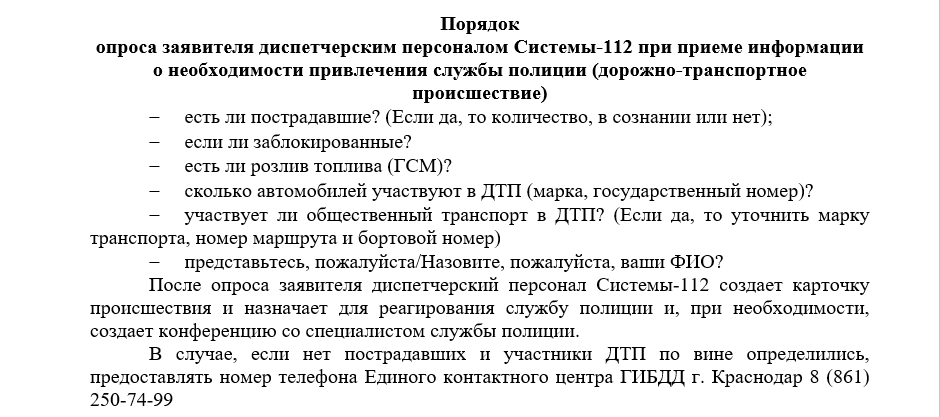 Порядок
опроса заявителя диспетчерским персоналом Системы-112 при приеме информации
о необходимости привлечения службы полиции (дорожно-транспортное
происшествие)
– есть ли пострадавшие? (Если да, то количество, в сознании или нет);
– если ли заблокированные?
– есть ли розлив топлива (ГСМ)?
– сколько автомобилей участвуют в ДТП (марка, государственный номер)?
– участвует ли общественный транспорт в ДТП? (Если да, то уточнить марку
транспорта, номер маршрута и бортовой номер)
– представьтесь, пожалуйста/Назовите, пожалуйста, ваши ФИО?
После опроса заявителя диспетчерский персонал Системы-112 создает карточку
происшествия и назначает для реагирования службу полиции и, при необходимости,
создает конференцию со специалистом службы полиции.
В случае, если нет пострадавших и участники ДТП по вине определились,
предоставлять номер телефона Единого контактного центра ГИБДД г. Краснодар 8 (861)
250-74-99